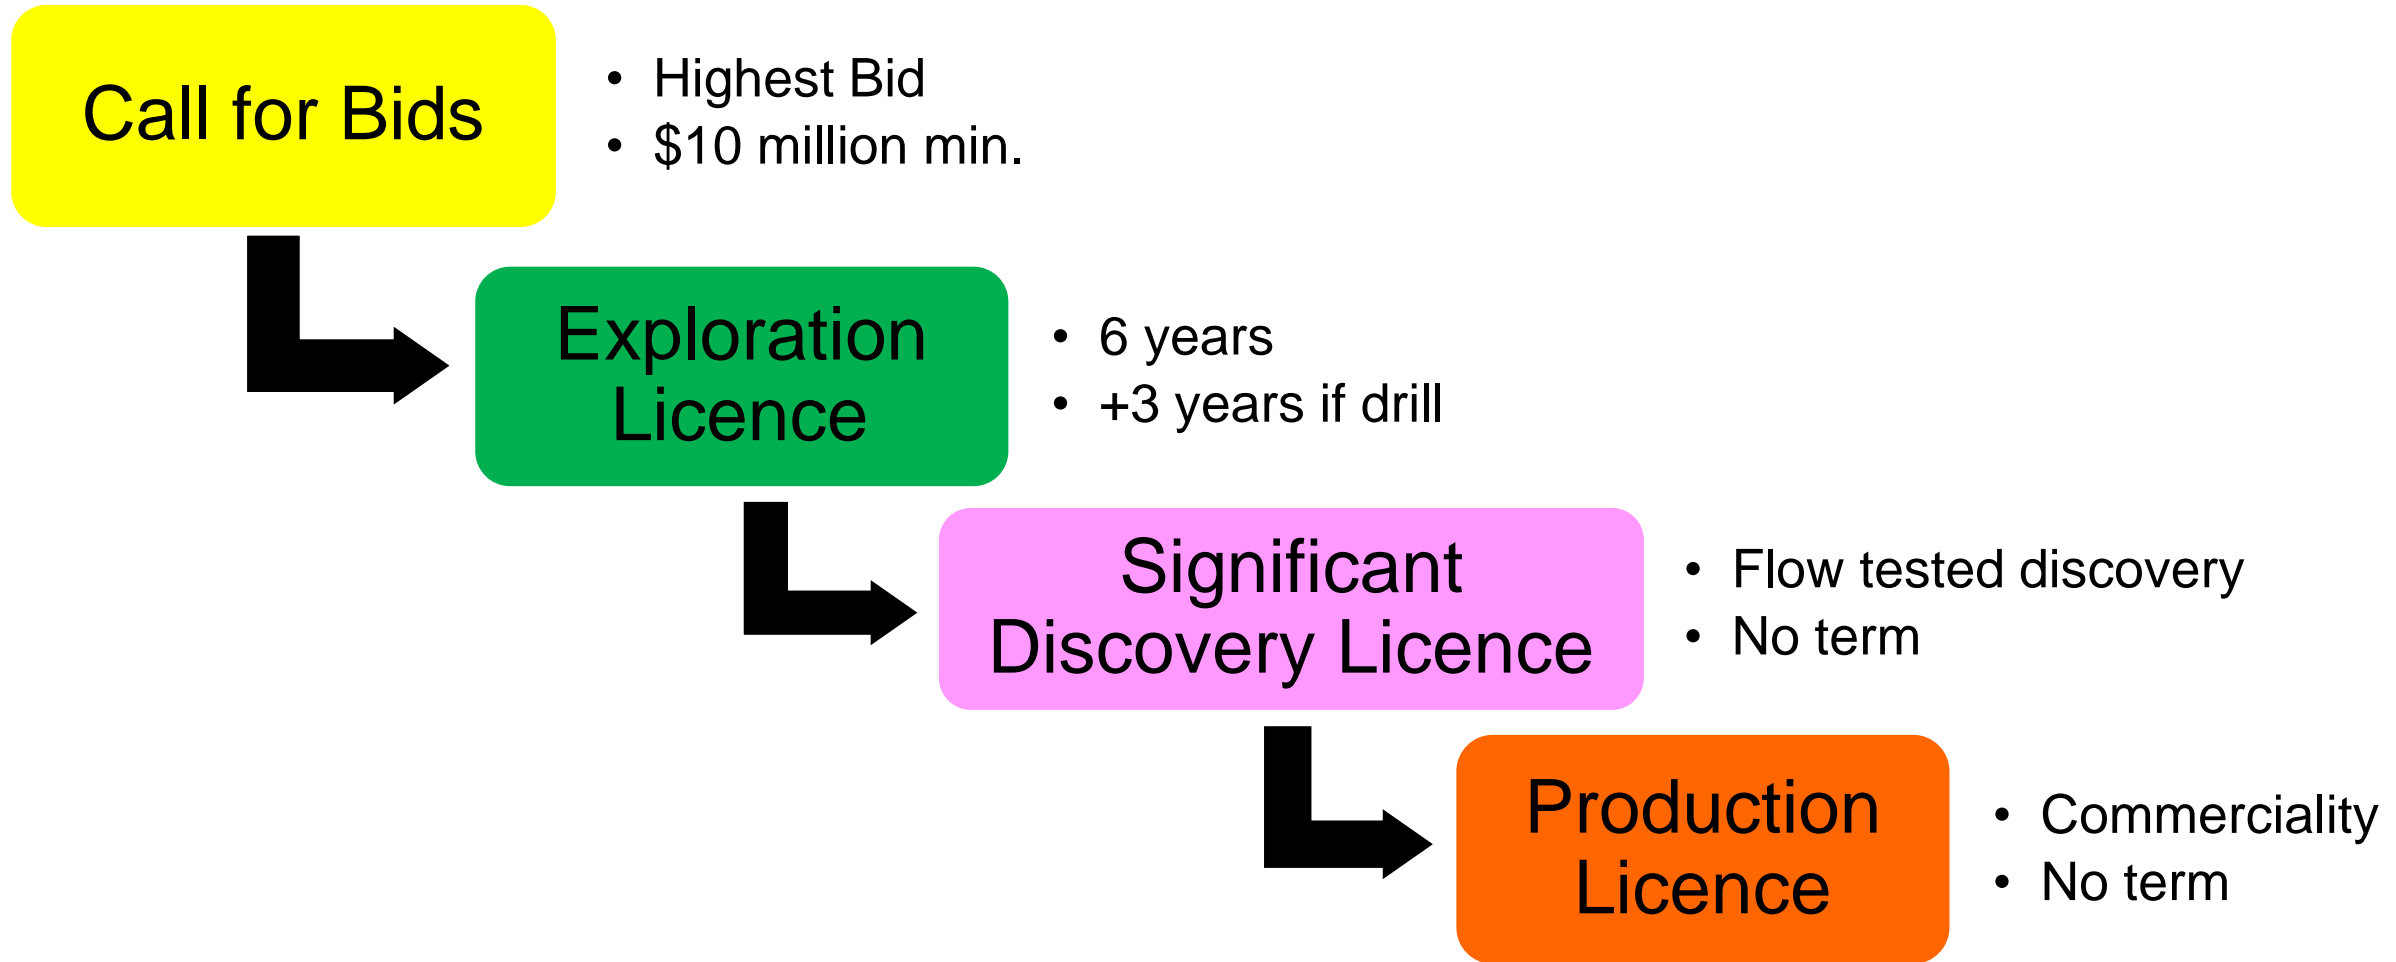 Call for Bids
• Highest Bid
• $10 million min.
Exploration
Licence
• 6 years
• +3 years if drill
Significant
Discovery Licence
• Flow tested discovery
• No term
Production
Licence
• Commerciality
• No term